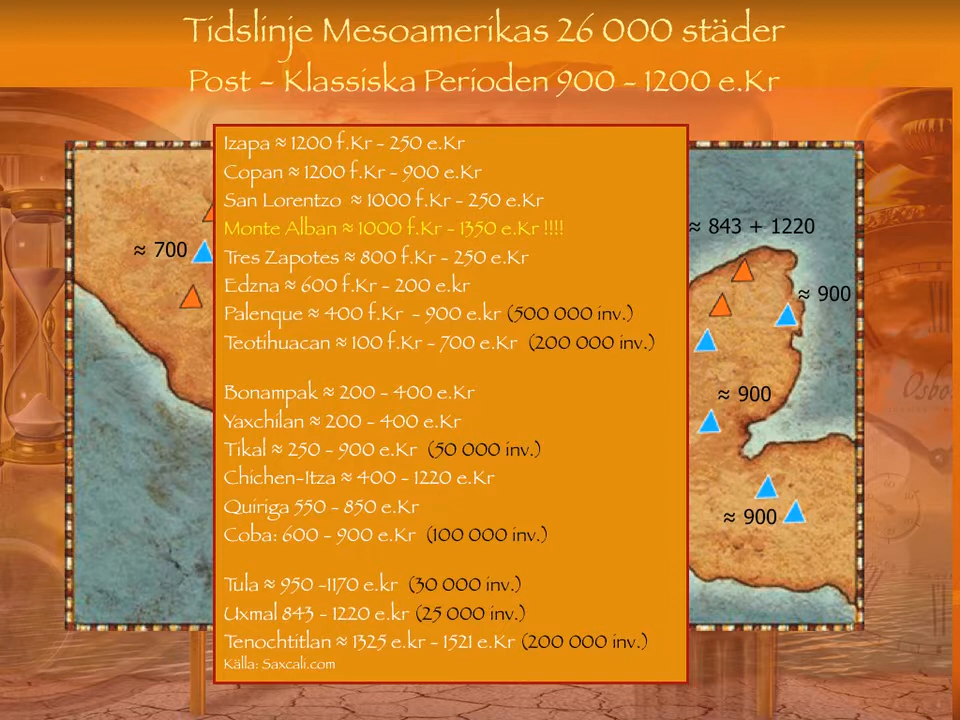 Tidslinje Mesoamerikas 26 000 städer
Post – Klassiska Perioden 900 - 1200 e.Kr
Izapa ≈ 1200 f.Kr - 250 e.Kr
Copan ≈ 1200 f.Kr - 900 e.Kr
San Lorentzo ≈ 1000 f.Kr - 250 e.Kr
Monte Alban ≈ 1000 f.Kr - 1350 e.Kr !!!!
Tres Zapotes ≈ 800 f.Kr - 250 e.Kr
Edzna ≈ 600 f.Kr - 200 e.kr
Palenque ≈ 400 f.Kr - 900 e.kr (500 000 inv.)
Teotihuacan ≈ 100 f.Kr - 700 e.Kr (200 000 inv.)
Bonampak ≈ 200 - 400 e.Kr
Yaxchilan ≈ 200 - 400 e.Kr
Tikal ≈ 250 - 900 e.Kr (50 000 inv.)
Chichen-Itza ≈ 400 - 1220 e.Kr
Quiriga 550 - 850 e.Kr
Coba: 600 - 900 e.Kr (100 000 inv.)
Tula ≈ 950 -1170 e.kr (30 000 inv.)
Uxmal 843 - 1220 e.kr (25 000 inv.)
Tenochtitlan ≈ 1325 e.kr - 1521 e.Kr (200 000 inv.)
Källa: Saxcali.com
≈ 700
≈ 843 + 1220
≈ 900
≈ 900
≈ 900